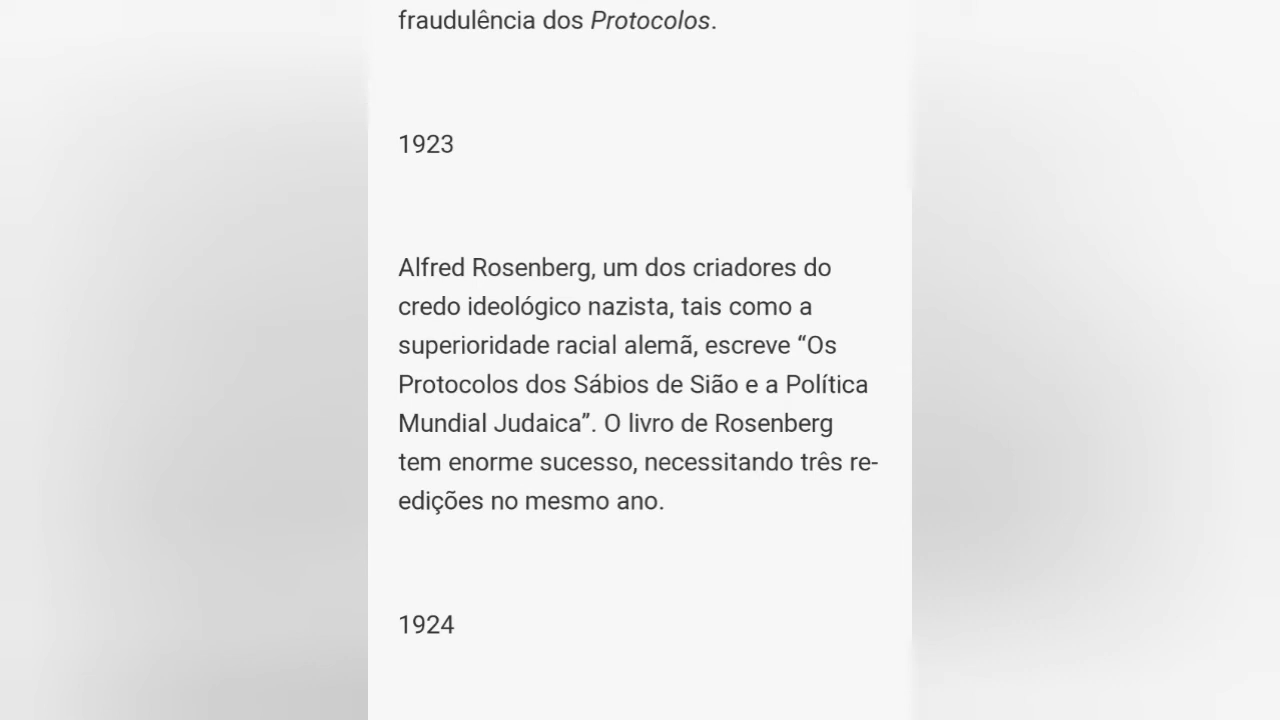 fraudulência dos Protocolos.
1923
Alfred Rosenberg, um dos criadores do
credo ideológico nazista, tais como a
superioridade racial alemã, escreve “Os
Protocolos dos Sábios de Sião e a Política
Mundial Judaica”. O livro de Rosenberg
tem enorme sucesso, necessitando três re-
edições no mesmo ano.
1924